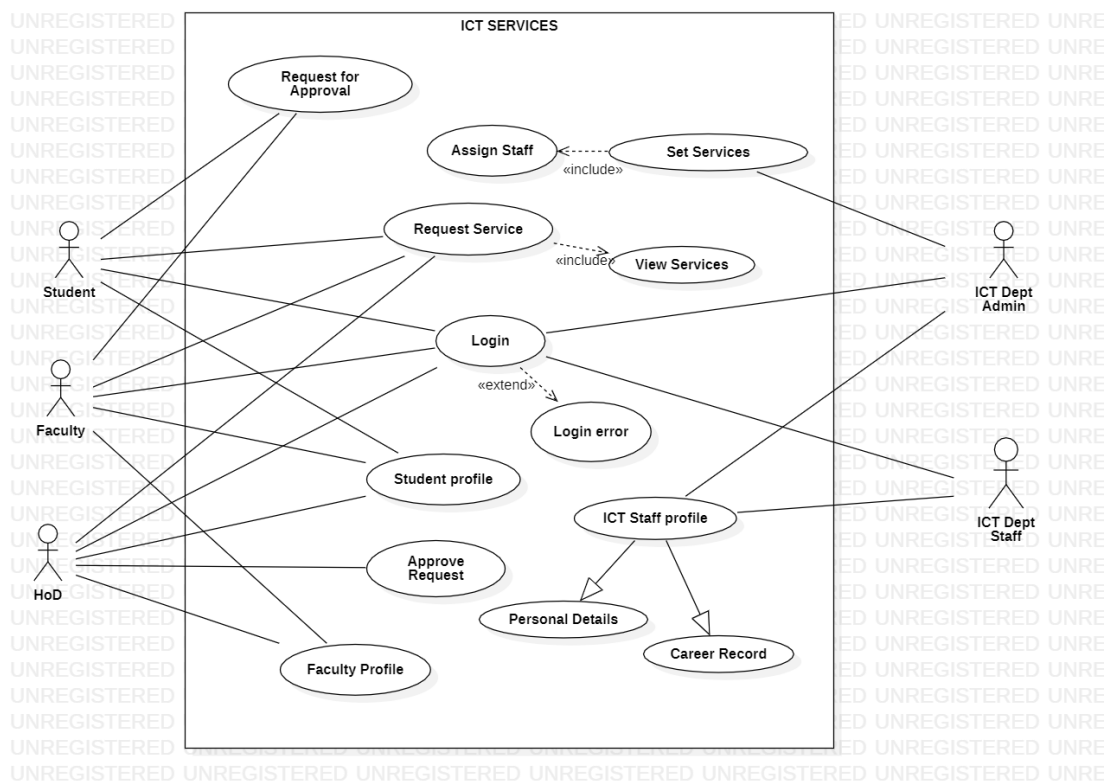 ICT SERVICES
Request for
Approval
Assign Staff
Set Services
«include»
Request Service
«include»
View Services
Student
ICT Dept
Admin
Login
«extend»
Login error
Faculty
Student profile
ICT Staff profile
ICT Dept
Staff
Approve
Request
HoD
Personal Details
Career Record
Faculty Profile
UNREGISTERED